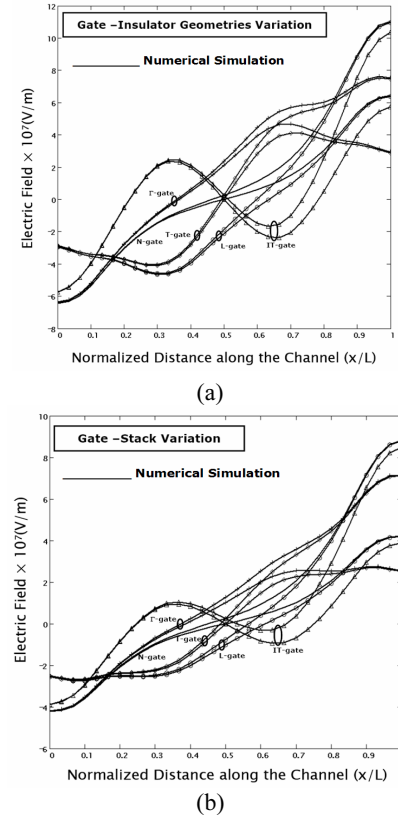 Gate –Insulator Geometries Variation
Numerical Simulation
Electric Field × 10⁷(V/m)
12
10
8
6
4
2
0
-2
-4
-6
-8
Γ-gate
N-gate
T-gate
L-gate
IT-gate
0 0.1 0.2 0.3 0.4 0.5 0.6 0.7 0.8 0.9 1
Normalized Distance along the Channel (x/L)
(a)
Gate –Stack Variation
Numerical Simulation
Electric Field × 10⁷(V/m)
10
8
6
4
2
0
-2
-4
-6
Γ-gate
T-gate
N-gate
L-gate
IT-gate
0 0.1 0.2 0.3 0.4 0.5 0.6 0.7 0.8 0.9 1
Normalized Distance along the Channel (x/L)
(b)